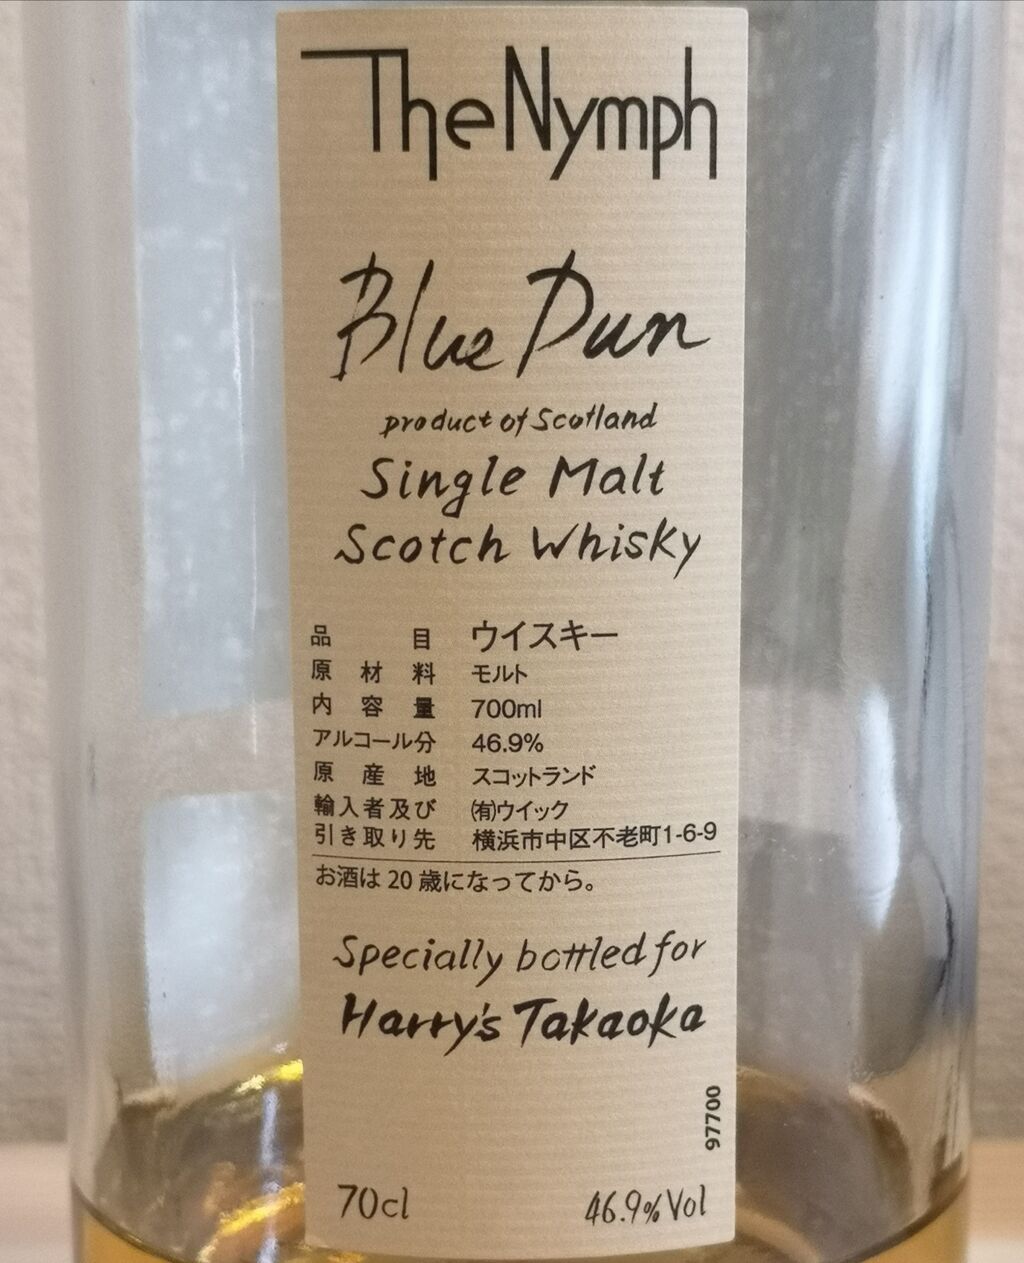 The Nymph
Blue Dun
product of Scotland
Single Malt
Scotch Whisky
品目 ウイスキー
原材料 モルト
内容量 700ml
アルコール分 46.9%
原産地 スコットランド
輸入者及び ㈲ウイック
引き取り先 横浜市中区不老町1-6-9
お酒は20歳になってから。
Specially bottled for
Harry's Takaoka
97700
70cl 46.9%Vol